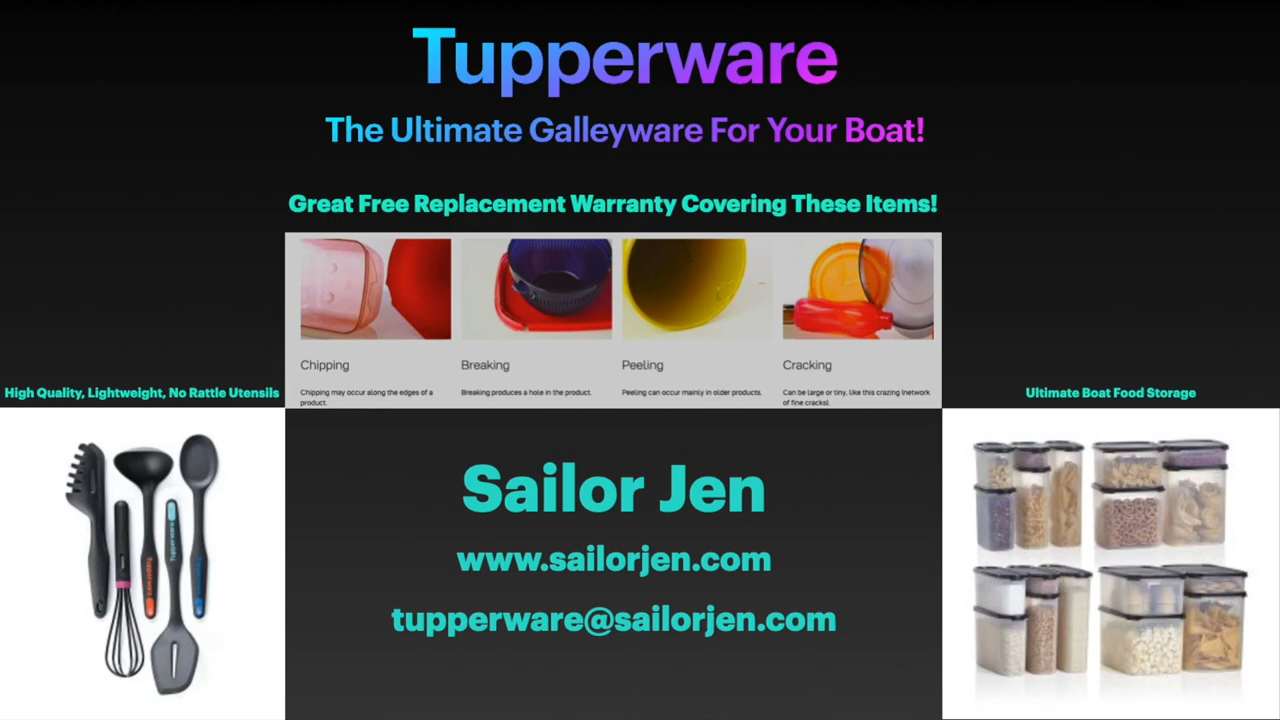 Tupperware
The Ultimate Galleyware For Your Boat!
Great Free Replacement Warranty Covering These Items!
Chipping
Chipping may occur along the edges of a
product.
Breaking
Breaking produces a hole in the product.
Peeling
Peeling can occur mainly in older products.
Cracking
Can be large or tiny, like this crazing (network
of fine cracks).
High Quality, Lightweight, No Rattle Utensils
Ultimate Boat Food Storage
Tupperware
Tupperware
Tupperware
Sailor Jen
www.sailorjen.com
tupperware@sailorjen.com